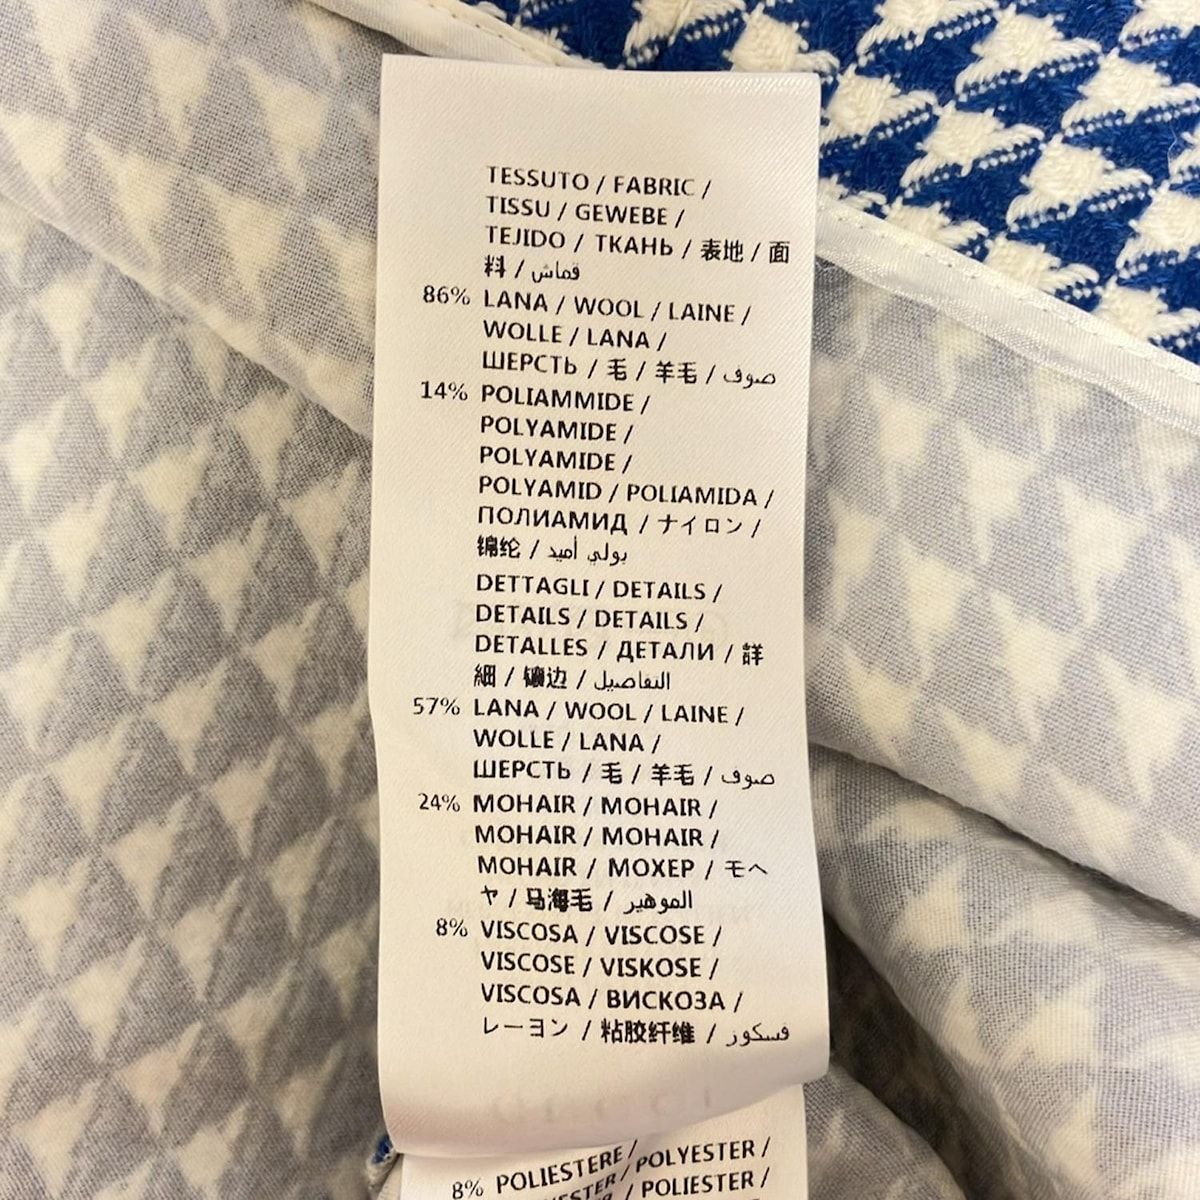 TESSUTO / FABRIC /
TISSU / GEWEBE /
TEJIDO / ТКАНЬ / 表地 / 面
料 / قماش
86% LANA / WOOL / LAINE /
WOLLE / LANA /
ШЕРСТЬ / 毛 / 羊毛 / صوف
14% POLIAMMIDE /
POLYAMIDE /
POLYAMIDE /
POLYAMID / POLIAMIDA /
ПОЛИАМИД / ナイロン /
锦纶 / بولي أميد
DETTAGLI / DETAILS /
DETAILS / DETAILS /
DETALLES / ДЕТАЛИ / 詳
細 / 镶边 / التفاصيل
57% LANA / WOOL / LAINE /
WOLLE / LANA /
ШЕРСТЬ / 毛 / 羊毛 / صوف
24% MOHAIR / MOHAIR /
MOHAIR / MOHAIR /
MOHAIR / МОХЕР / モヘ
ヤ / 马海毛 / الموهير
8% VISCOSA / VISCOSE /
VISCOSE / VISKOSE /
VISCOSA / ВИСКОЗА /
レーヨン / 粘胶纤维 / فسكوز
8% POLIESTERE / POLYESTER /
/ POLIESTER /